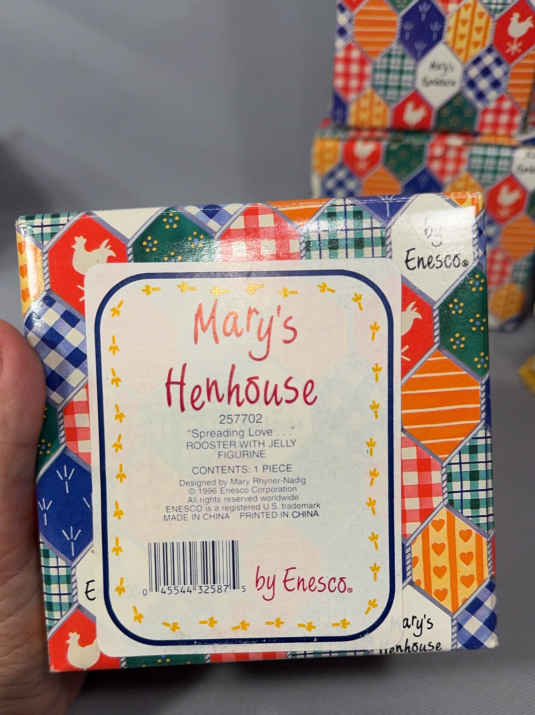 Mary's
Henhouse
by
Enesco®
Mary's
Henhouse
257702
"Spreading Love . . .
ROOSTER WITH JELLY
FIGURINE
CONTENTS: 1 PIECE
Designed by Mary Rhyner-Nadig
© 1996 Enesco Corporation
All rights reserved worldwide
ENESCO is a registered U.S. trademark
MADE IN CHINA PRINTED IN CHINA
0 45544 32587 5
by Enesco®
E
ary's
Henhouse